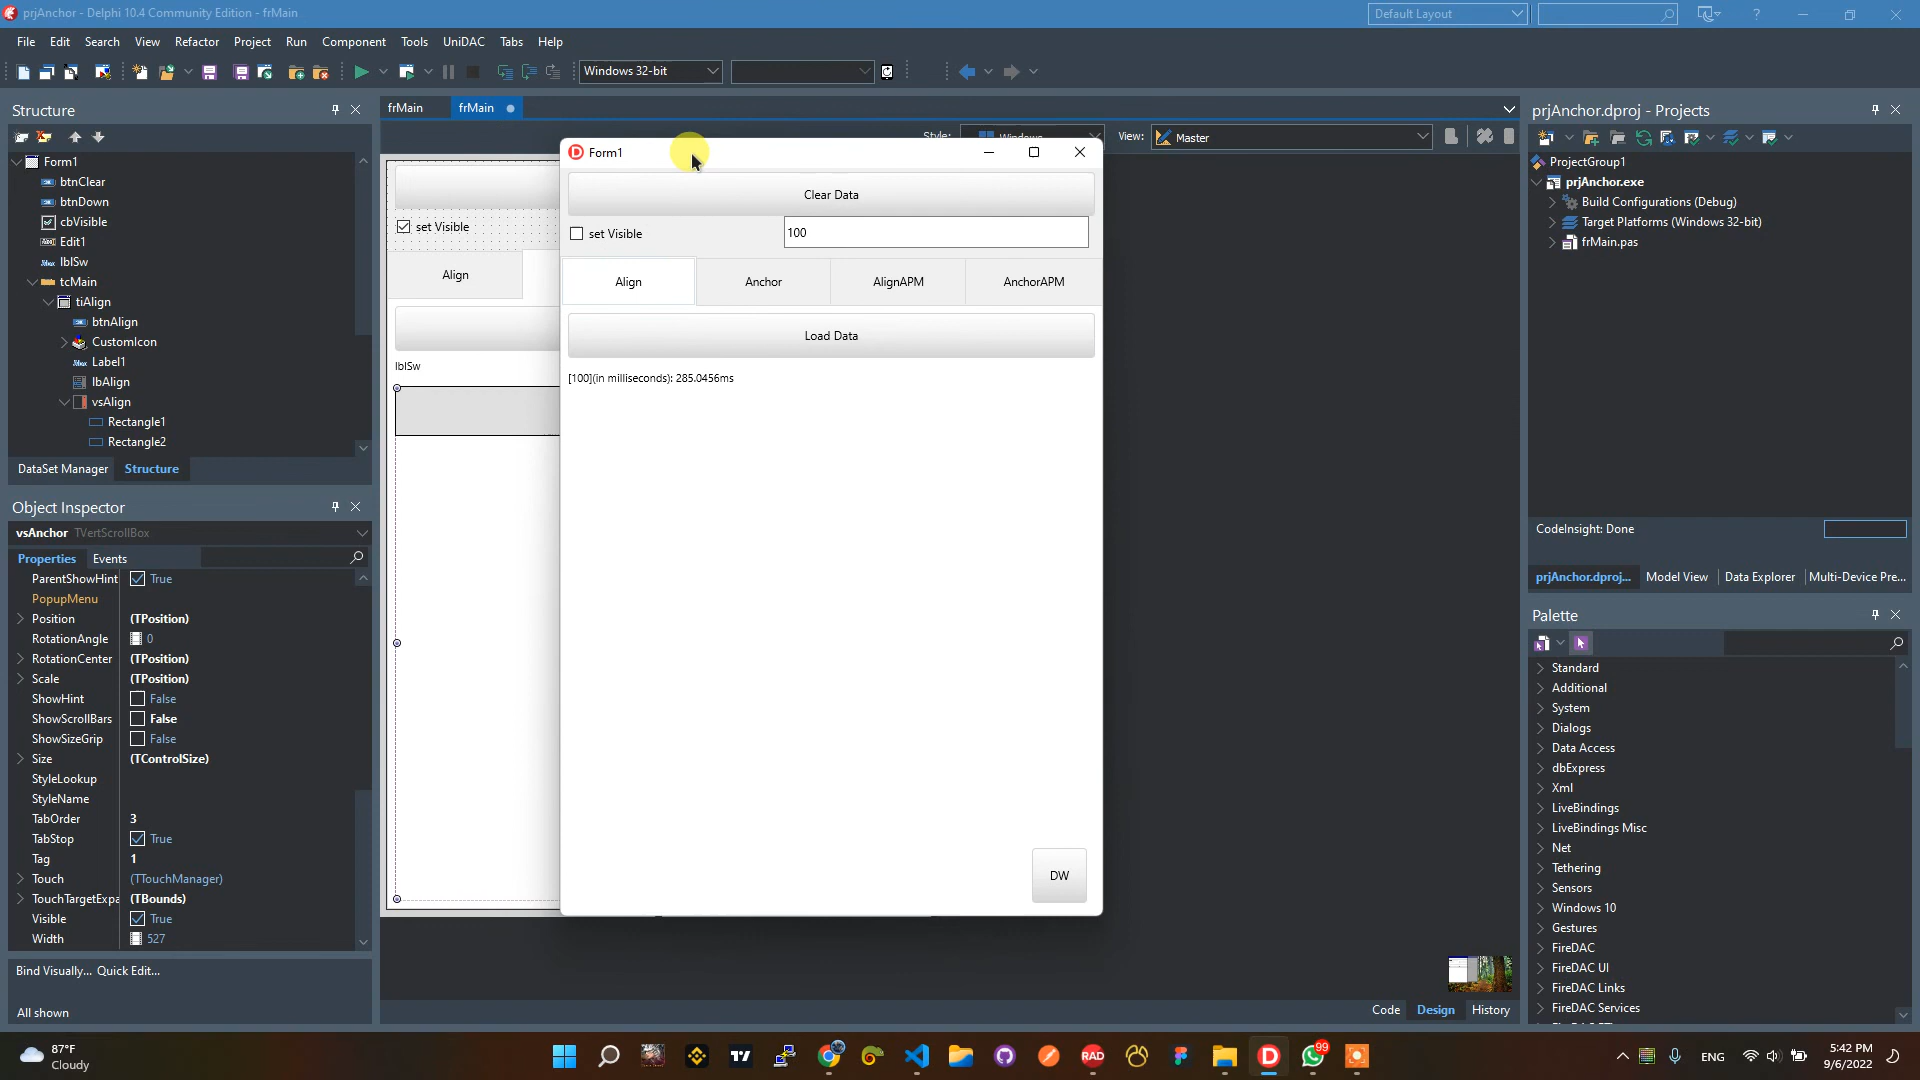 prjAnchor - Delphi 10.4 Community Edition - frMain
Default Layout
File Edit Search View Refactor Project Run Component Tools UniDAC Tabs Help
Windows 32-bit
Structure
Form1
btnClear
btnDown
cbVisible
Edit1
lblSw
tcMain
tiAlign
btnAlign
CustomIcon
Label1
lbAlign
vsAlign
Rectangle1
Rectangle2
DataSet Manager Structure
Object Inspector
vsAnchor TVertScrollBox
Properties Events
ParentShowHint True
PopupMenu
Position (TPosition)
RotationAngle 0
RotationCenter (TPosition)
Scale (TPosition)
ShowHint False
ShowScrollBars False
ShowSizeGrip False
Size (TControlSize)
StyleLookup
StyleName
TabOrder 3
TabStop True
Tag 1
Touch (TTouchManager)
TouchTargetExpa (TBounds)
Visible True
Width 527
Bind Visually... Quick Edit...
All shown
frMain frMain
Style: Windows View: Master
set Visible
Align
lblSw
Form1
Clear Data
set Visible 100
Align Anchor AlignAPM AnchorAPM
Load Data
[100](in milliseconds): 285.0456ms
DW
Code Design History
prjAnchor.dproj - Projects
ProjectGroup1
prjAnchor.exe
Build Configurations (Debug)
Target Platforms (Windows 32-bit)
frMain.pas
CodeInsight: Done
prjAnchor.dproj... Model View Data Explorer Multi-Device Pre...
Palette
Standard
Additional
System
Dialogs
Data Access
dbExpress
Xml
LiveBindings
LiveBindings Misc
Net
Tethering
Sensors
Windows 10
Gestures
FireDAC
FireDAC UI
FireDAC Links
FireDAC Services
87°F
Cloudy
RAD
99
ENG
5:42 PM
9/6/2022